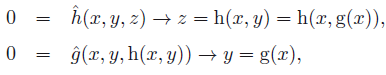 0 = ĥ(x, y, z) → z = h(x, y) = h(x, g(x)),
0 = ĝ(x, y, h(x, y)) → y = g(x),